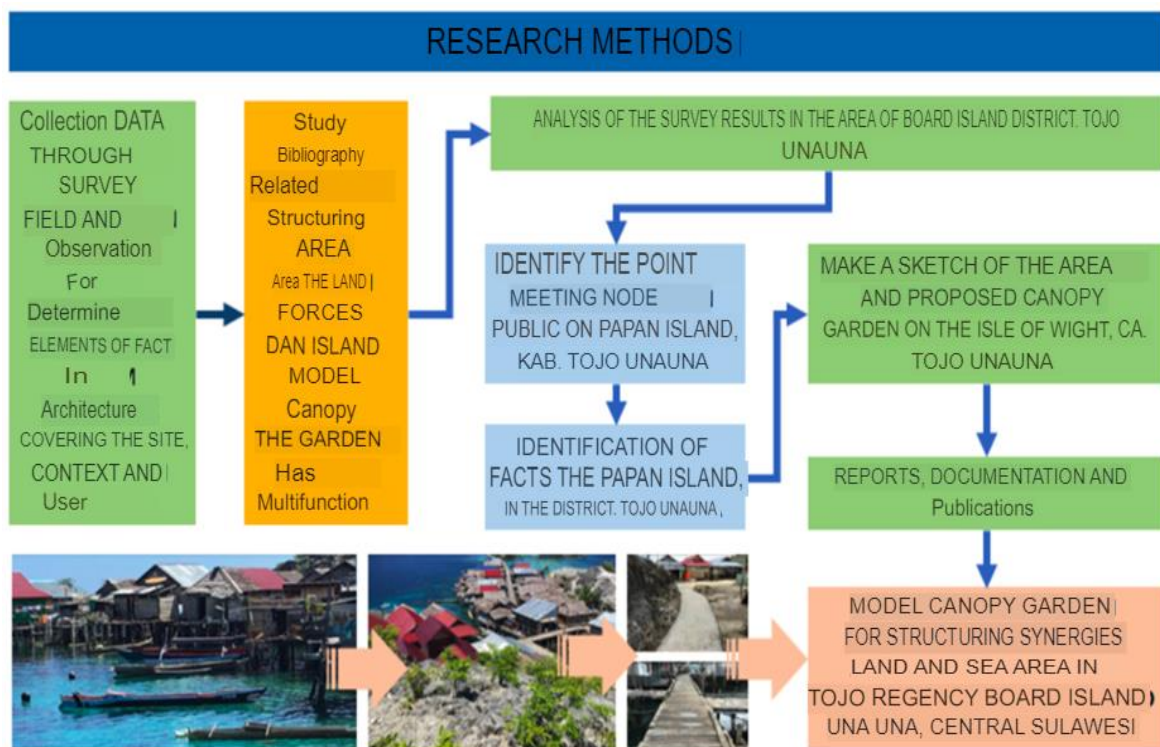 RESEARCH METHODS
Collection DATA
THROUGH
SURVEY
FIELD AND
Observation
For
Determine
ELEMENTS OF FACT
In
Architecture
COVERING THE SITE,
CONTEXT AND
User
Study
Bibliography
Related
Structuring
AREA
Area THE LAND
FORCES
DAN ISLAND
MODEL
Canopy
THE GARDEN
Has
Multifunction
ANALYSIS OF THE SURVEY RESULTS IN THE AREA OF BOARD ISLAND DISTRICT. TOJO
UNAUNA
IDENTIFY THE POINT
MEETING NODE
PUBLIC ON PAPAN ISLAND,
KAB. TOJO UNAUNA
IDENTIFICATION OF
FACTS THE PAPAN ISLAND,
IN THE DISTRICT. TOJO UNAUNA,
MAKE A SKETCH OF THE AREA
AND PROPOSED CANOPY
GARDEN ON THE ISLE OF WIGHT, CA.
TOJO UNAUNA
REPORTS, DOCUMENTATION AND
Publications
MODEL CANOPY GARDEN
FOR STRUCTURING SYNERGIES
LAND AND SEA AREA IN
TOJO REGENCY BOARD ISLAND
UNA UNA, CENTRAL SULAWESI